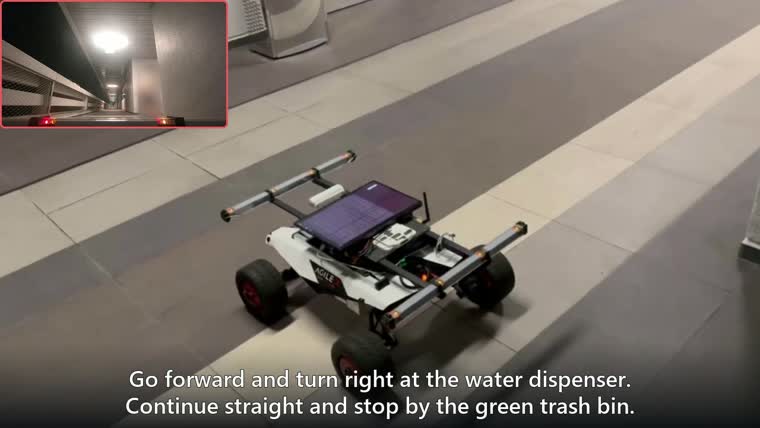 AGILE
Go forward and turn right at the water dispenser.
Continue straight and stop by the green trash bin.